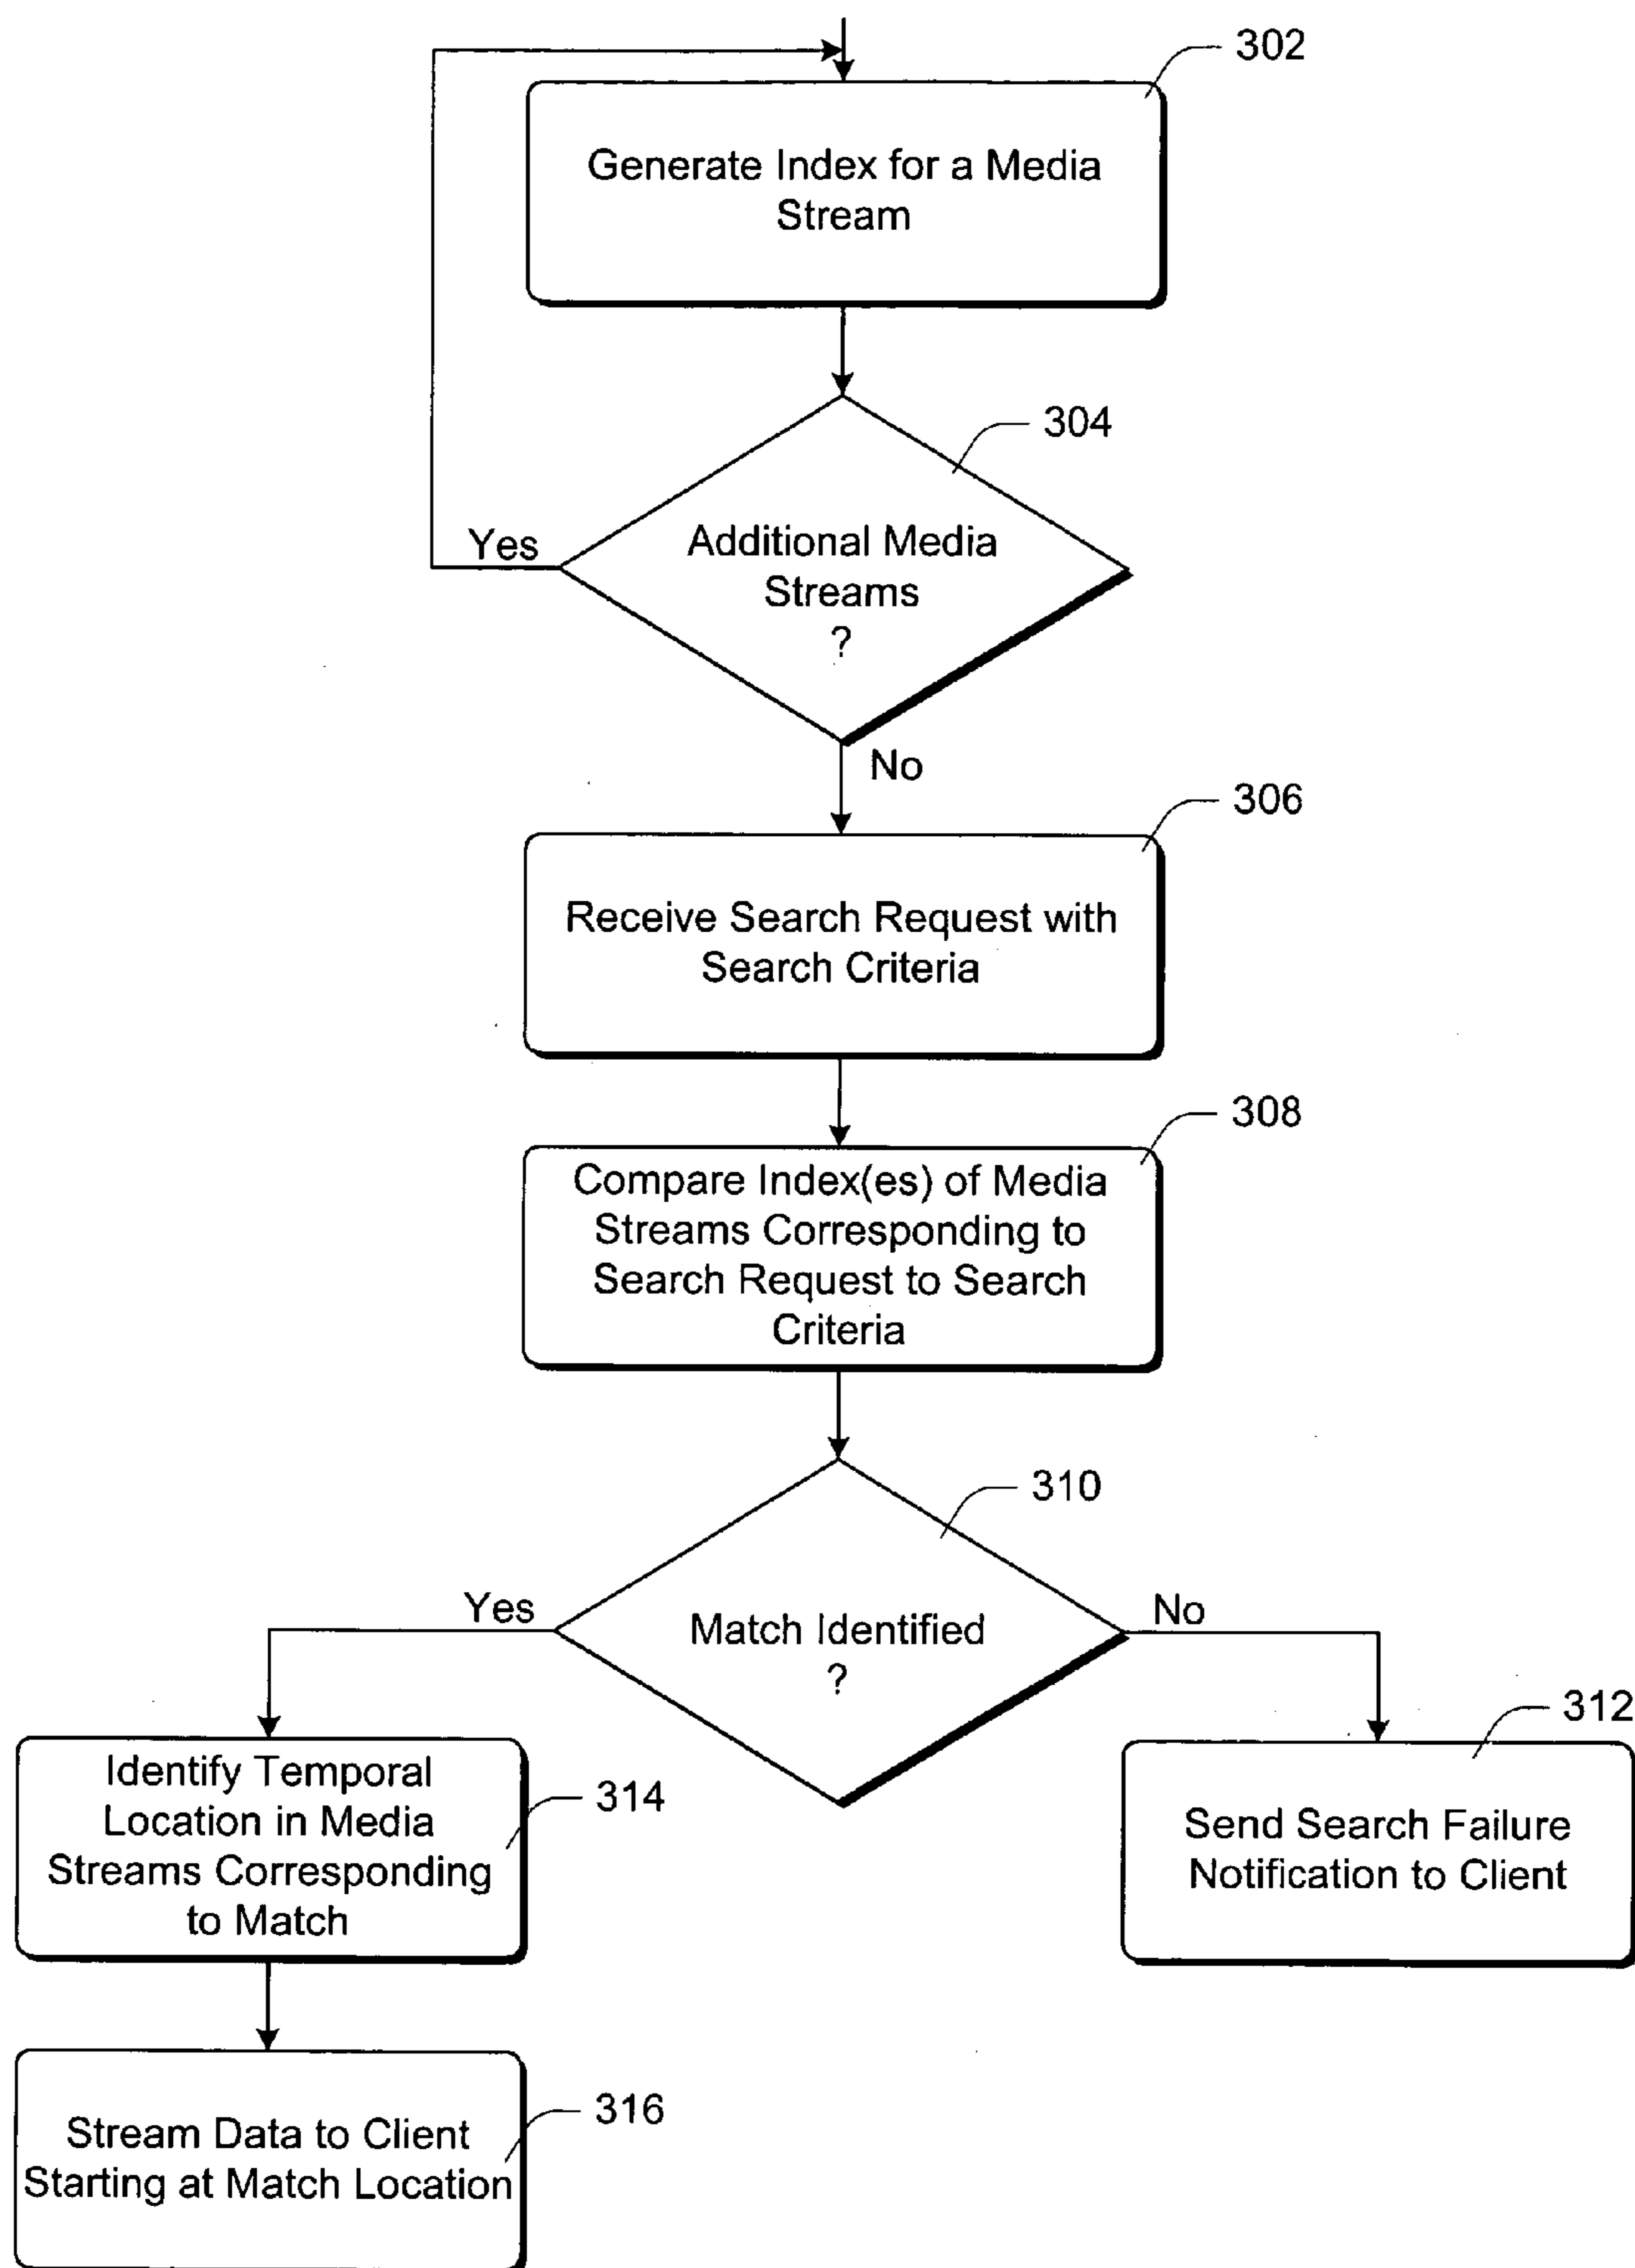 302
Generate Index for a Media
Stream
304
Additional Media
Streams
?
Yes
No
306
Receive Search Request with
Search Criteria
308
Compare Index(es) of Media
Streams Corresponding to
Search Request to Search
Criteria
310
Match Identified
?
Yes
No
312
Send Search Failure
Notification to Client
314
Identify Temporal
Location in Media
Streams Corresponding
to Match
316
Stream Data to Client
Starting at Match Location